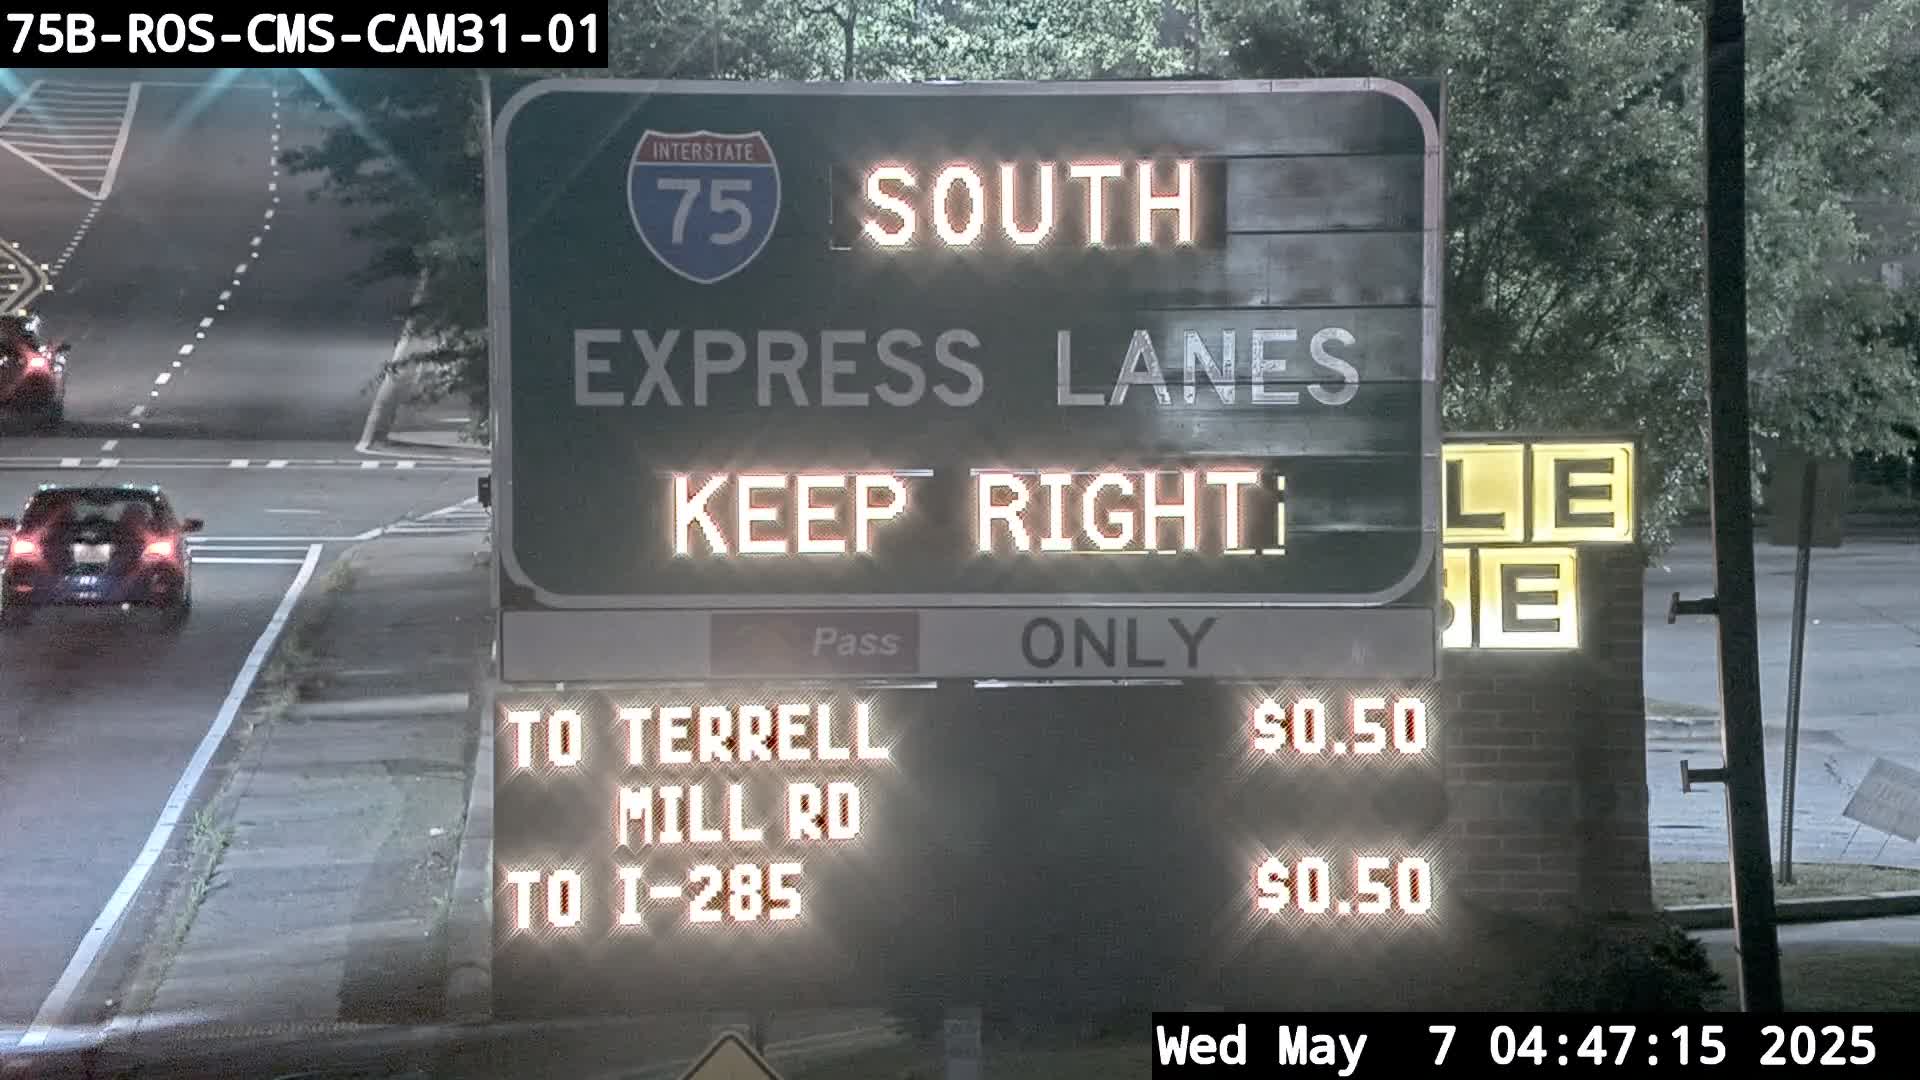 75B-ROS-CMS-CAM31-01
INTERSTATE
75
SOUTH
EXPRESS LANES
KEEP RIGHT
LE
E
Pass ONLY
TO TERRELL $0.50
MILL RD
TO I-285 $0.50
Wed May 7 04:47:15 2025